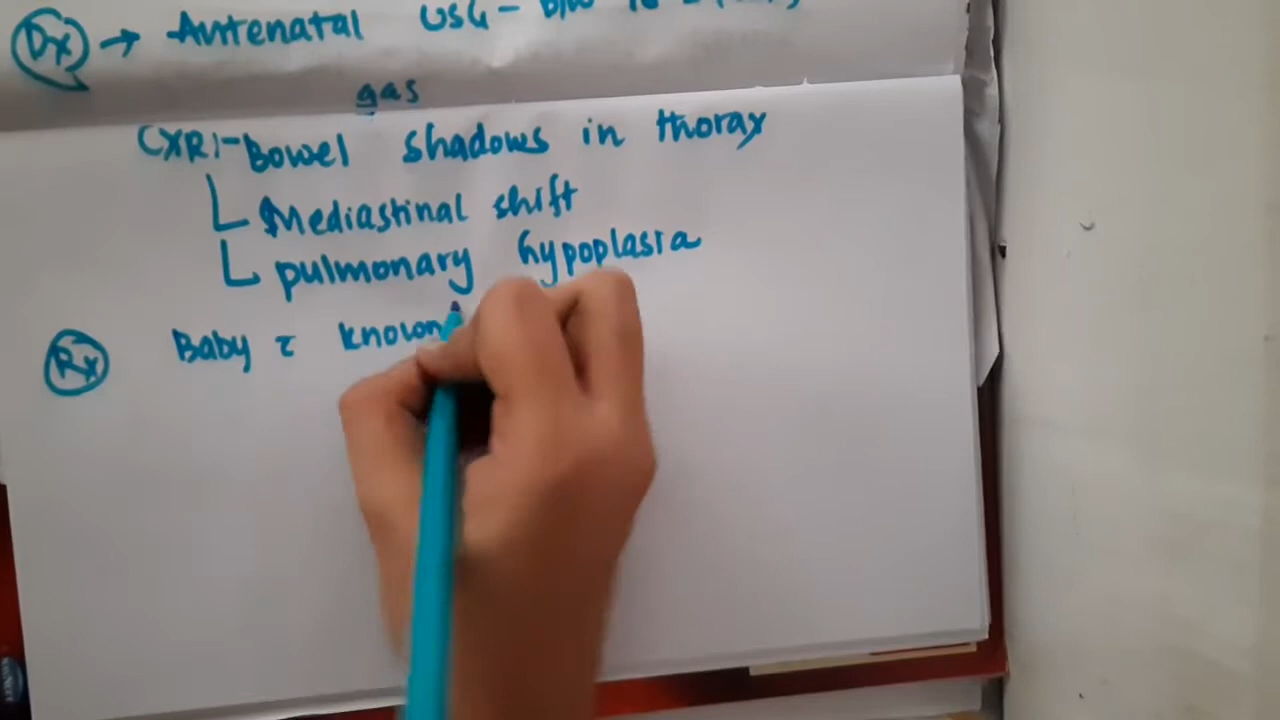 Dx → Antenatal USG -
gas
CXR)- Bowel shadows in thorax
Mediastinal shift
pulmonary hypoplasia
Rx Baby c̄ known